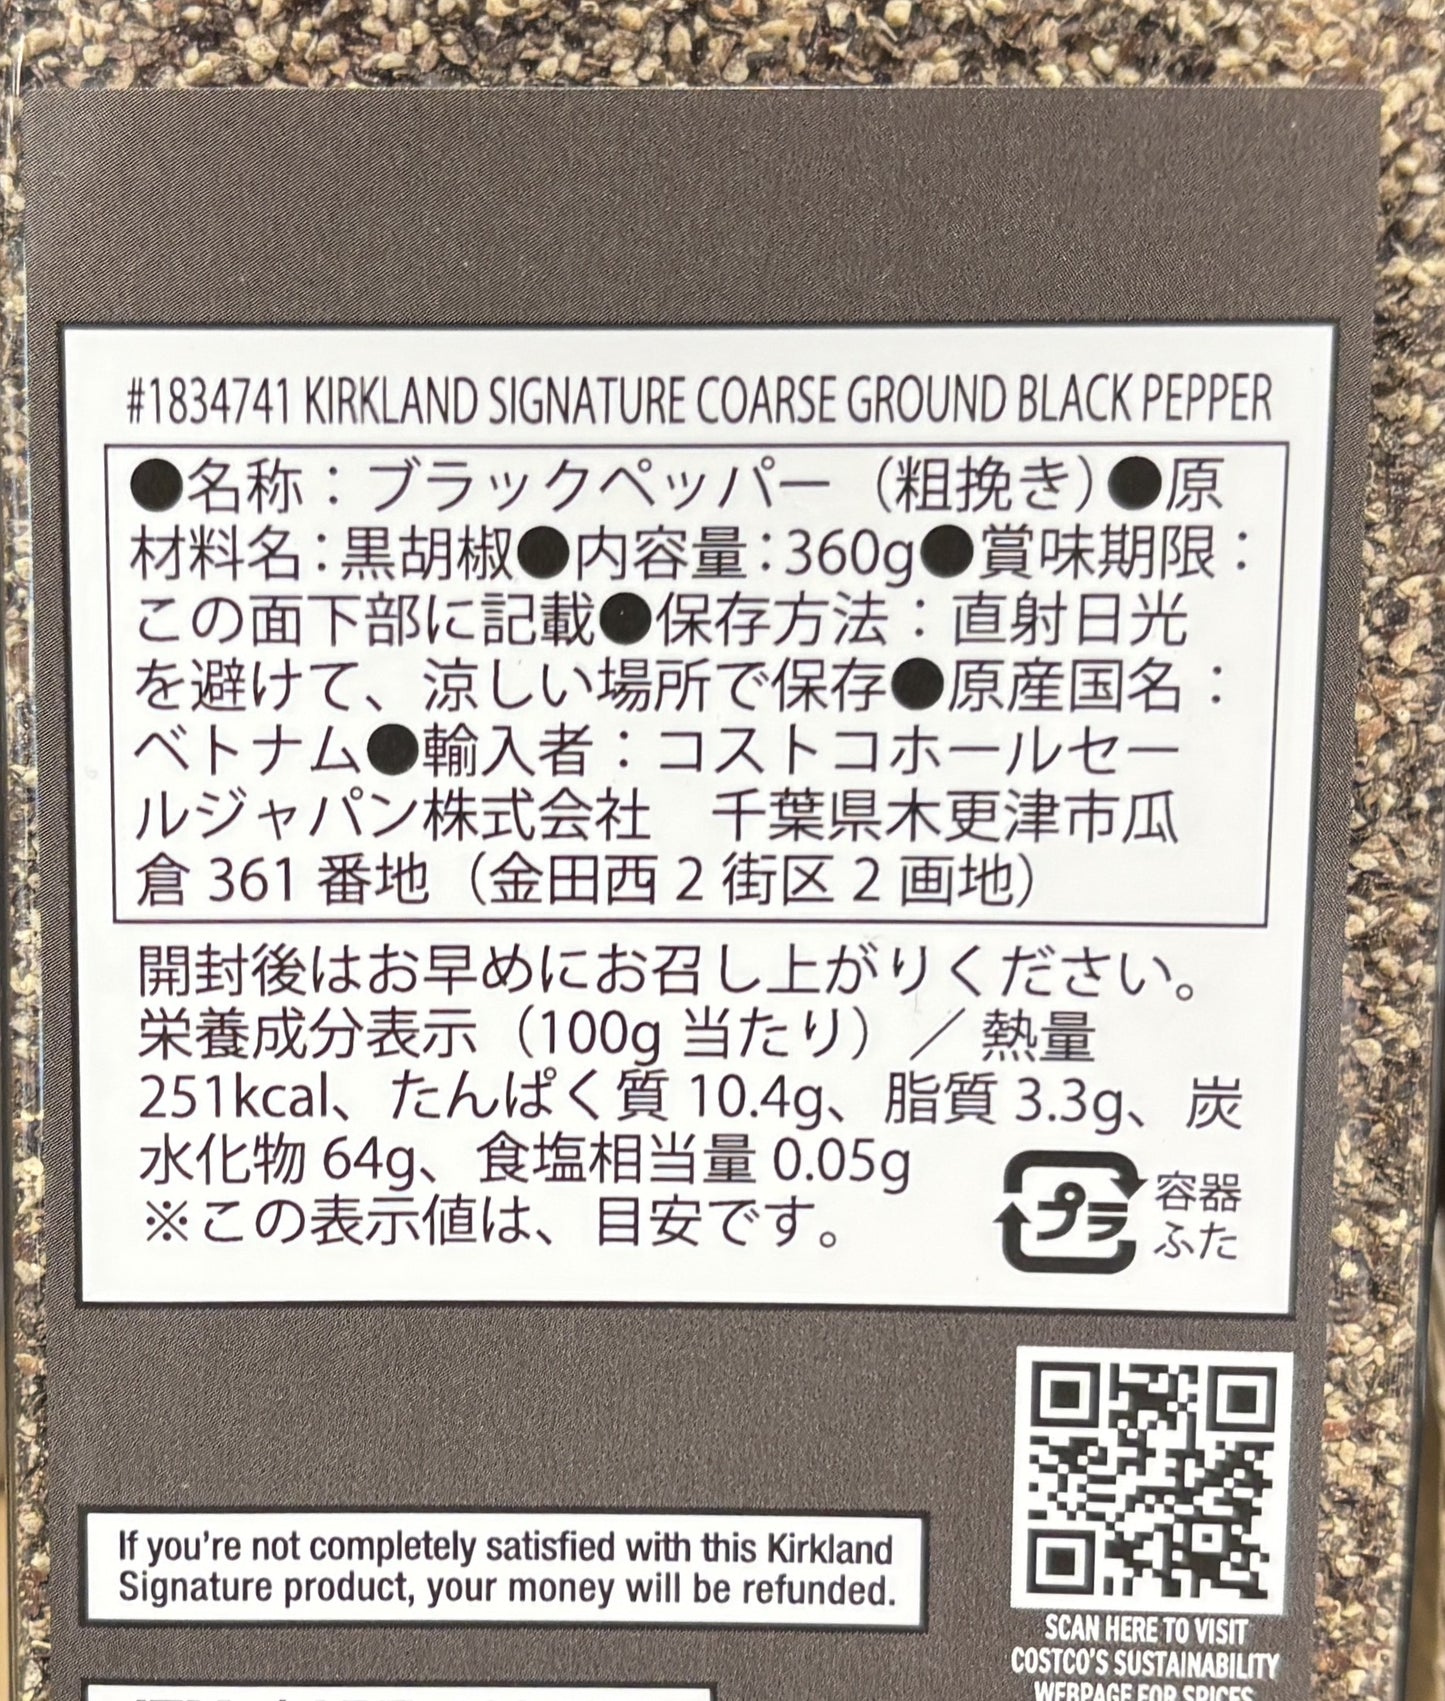 #1834741 KIRKLAND SIGNATURE COARSE GROUND BLACK PEPPER
●名称：ブラックペッパー（粗挽き）●原
材料名：黒胡椒●内容量：360g●賞味期限：
この面下部に記載●保存方法：直射日光
を避けて、涼しい場所で保存●原産国名：
ベトナム●輸入者：コストコホールセー
ルジャパン株式会社　千葉県木更津市瓜
倉 361 番地（金田西 2 街区 2 画地）
開封後はお早めにお召し上がりください。
栄養成分表示（100g 当たり）／熱量
251kcal、たんぱく質 10.4g、脂質 3.3g、炭
水化物 64g、食塩相当量 0.05g
※この表示値は、目安です。
プラ
容器
ふた
If you're not completely satisfied with this Kirkland
Signature product, your money will be refunded.
SCAN HERE TO VISIT
COSTCO'S SUSTAINABILITY
WEBPAGE FOR SPICES